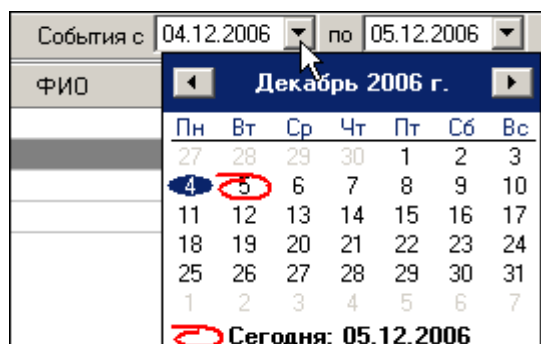 События с 04.12.2006 по 05.12.2006
ФИО
Декабрь 2006 г.
Пн Вт Ср Чт Пт Сб Вс
27 28 29 30 1 2 3
4 5 6 7 8 9 10
11 12 13 14 15 16 17
18 19 20 21 22 23 24
25 26 27 28 29 30 31
1 2 3 4 5 6 7
Сегодня: 05.12.2006